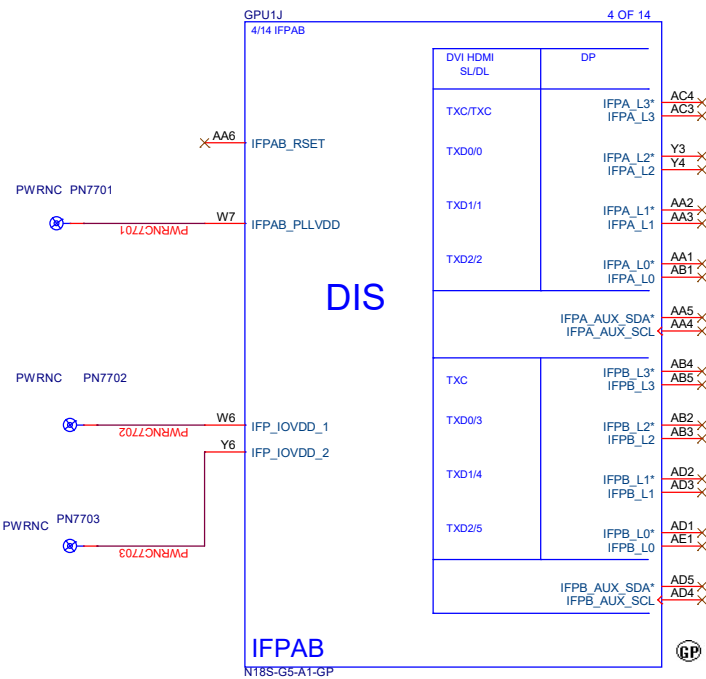 GPU1J 4 OF 14
4/14 IFPAB
DVI HDMI DP
SL/DL
AC4
IFPA_L3*
AC3
TXC/TXC IFPA_L3
AA6
IFPAB_RSET
TXD0/0
Y3
IFPA_L2*
Y4
IFPA_L2
PWRNC PN7701
AA2
TXD1/1 IFPA_L1*
AA3
IFPA_L1
W7
IFPAB_PLLVDD
PWRNC7701
AA1
TXD2/2 IFPA_L0*
AB1
IFPA_L0
DIS
AA5
IFPA_AUX_SDA*
AA4
IFPA_AUX_SCL
AB4
PWRNC PN7702
TXC IFPB_L3*
AB5
IFPB_L3
W6
IFP_IOVDD_1
PWRNC7702
AB2
TXD0/3 IFPB_L2*
AB3
IFPB_L2
Y6
IFP_IOVDD_2
AD2
TXD1/4 IFPB_L1*
AD3
IFPB_L1
PWRNC PN7703
PWRNC7703
AD1
TXD2/5 IFPB_L0*
AE1
IFPB_L0
AD5
IFPB_AUX_SDA*
AD4
IFPB_AUX_SCL
IFPAB
GP
N18S-G5-A1-GP